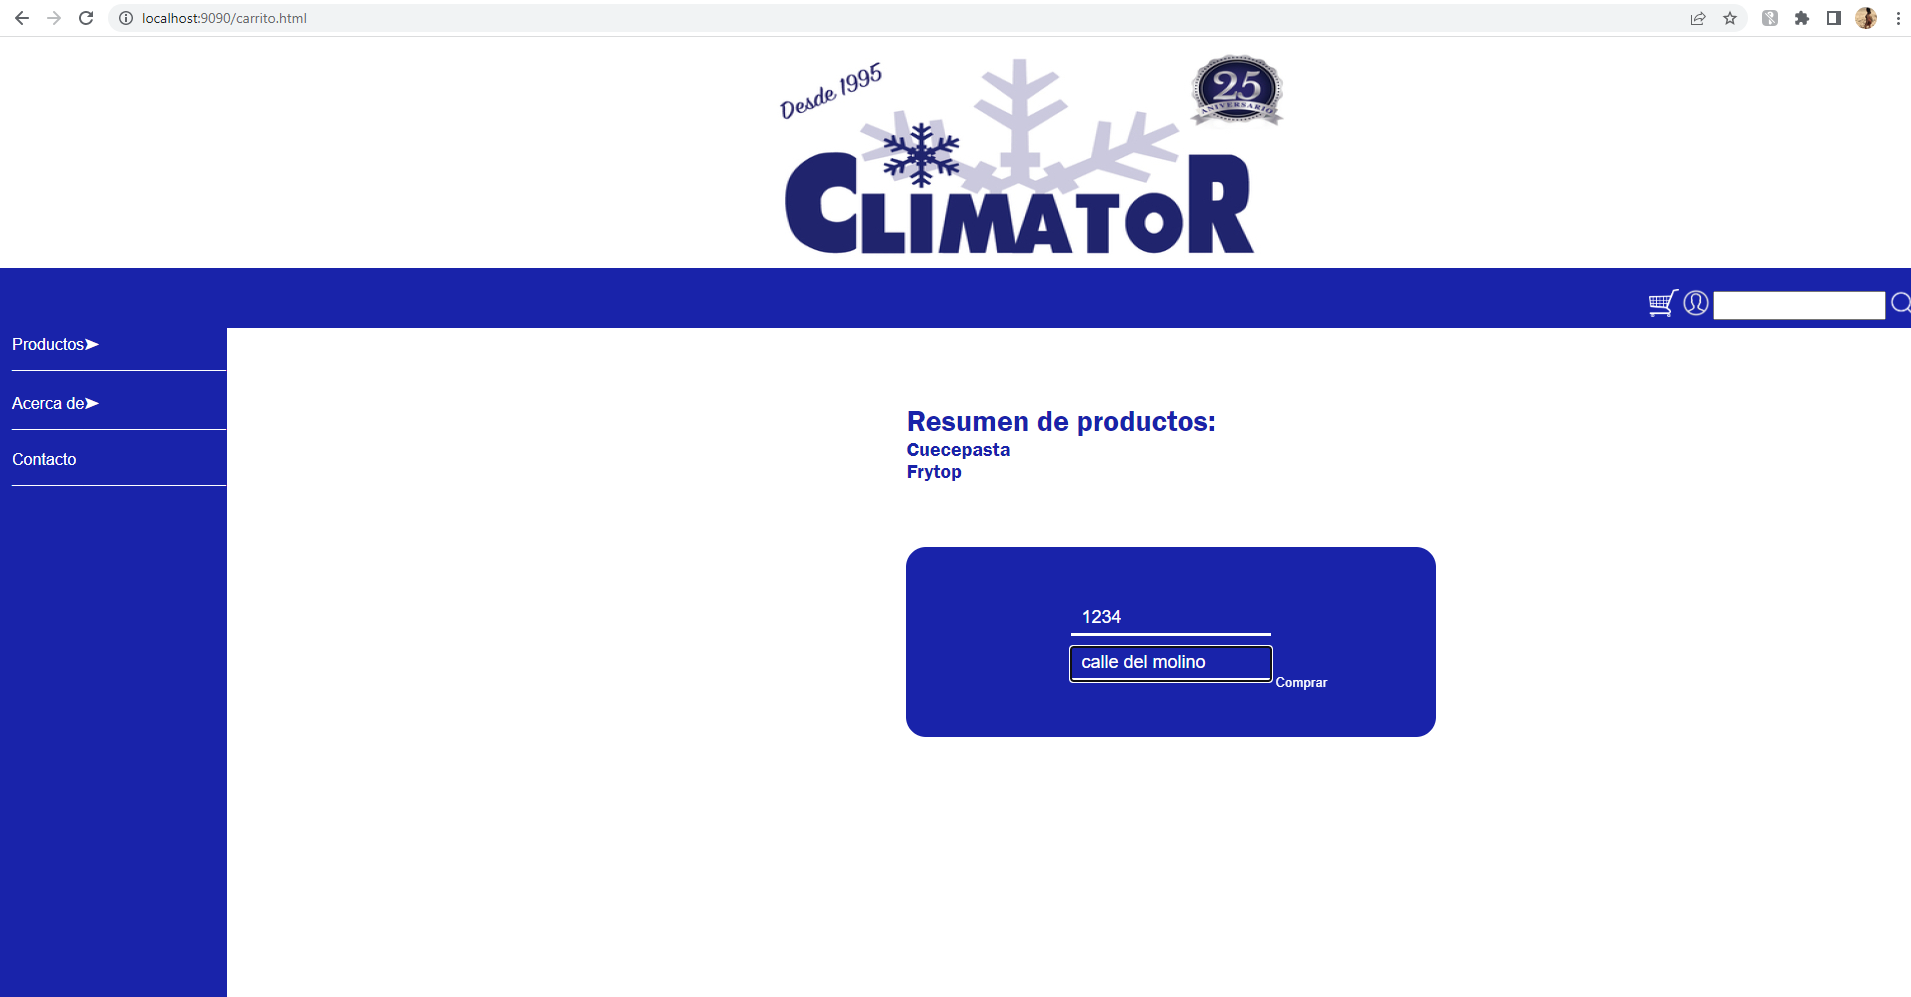 localhost:9090/carrito.html
Desde 1995
25
ANIVERSARIO
CLIMATOR
Productos➤
Acerca de➤
Contacto
Resumen de productos:
Cuecepasta
Frytop
1234
calle del molino
Comprar